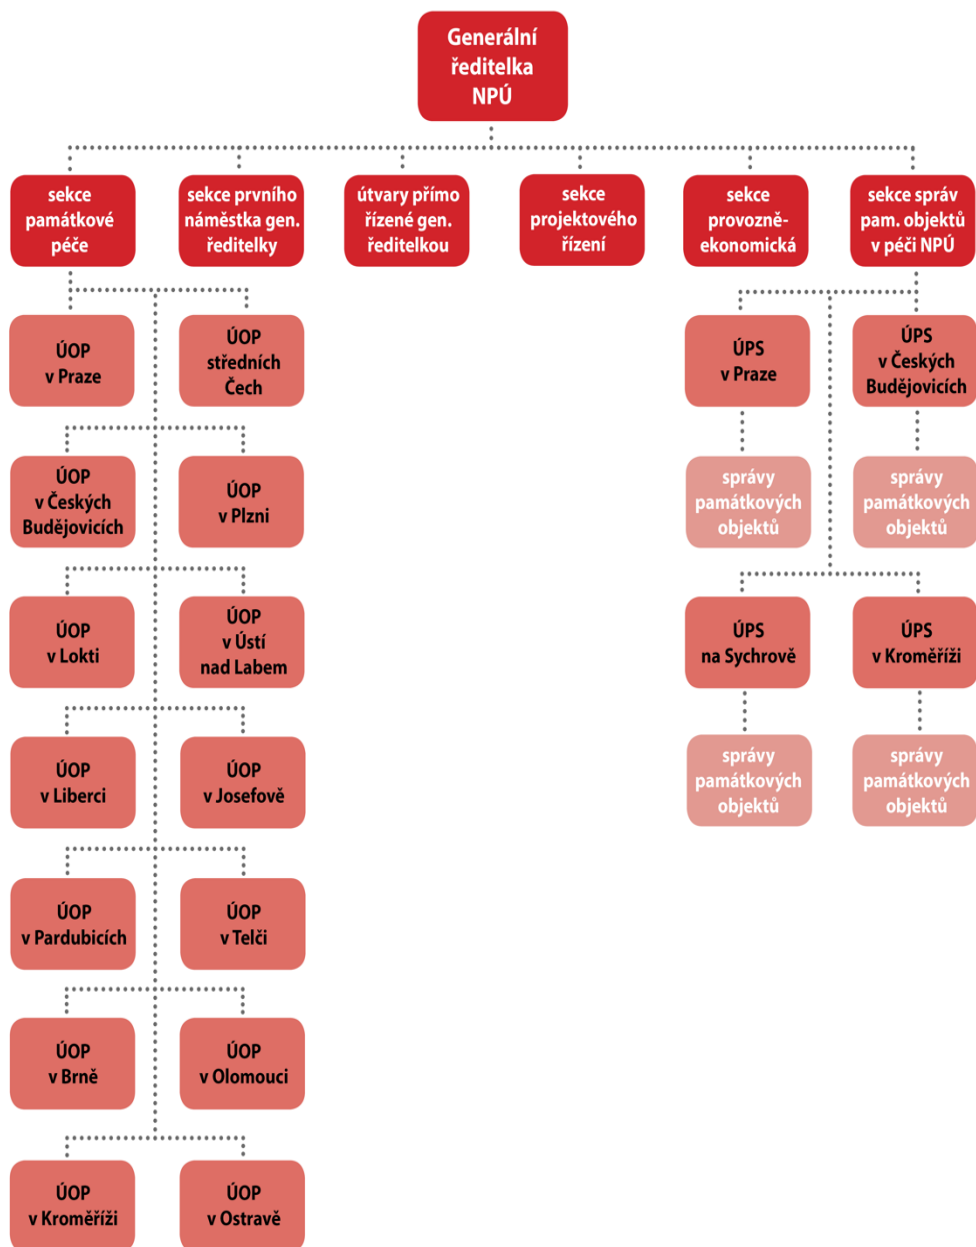 Generální
ředitelka
NPÚ
sekce
památkové
péče
sekce prvního
náměstka gen.
ředitelky
útvary přímo
řízené gen.
ředitelkou
sekce
projektového
řízení
sekce
provozně-
ekonomická
sekce správ
pam. objektů
v péči NPÚ
ÚOP
v Praze
ÚOP
středních
Čech
ÚPS
v Praze
ÚPS
v Českých
Budějovicích
ÚOP
v Českých
Budějovicích
ÚOP
v Plzni
správy
památkových
objektů
správy
památkových
objektů
ÚOP
v Lokti
ÚOP
v Ústí
nad Labem
ÚPS
na Sychrově
ÚPS
v Kroměříži
ÚOP
v Liberci
ÚOP
v Josefově
správy
památkových
objektů
správy
památkových
objektů
ÚOP
v Pardubicích
ÚOP
v Telči
ÚOP
v Brně
ÚOP
v Olomouci
ÚOP
v Kroměříži
ÚOP
v Ostravě